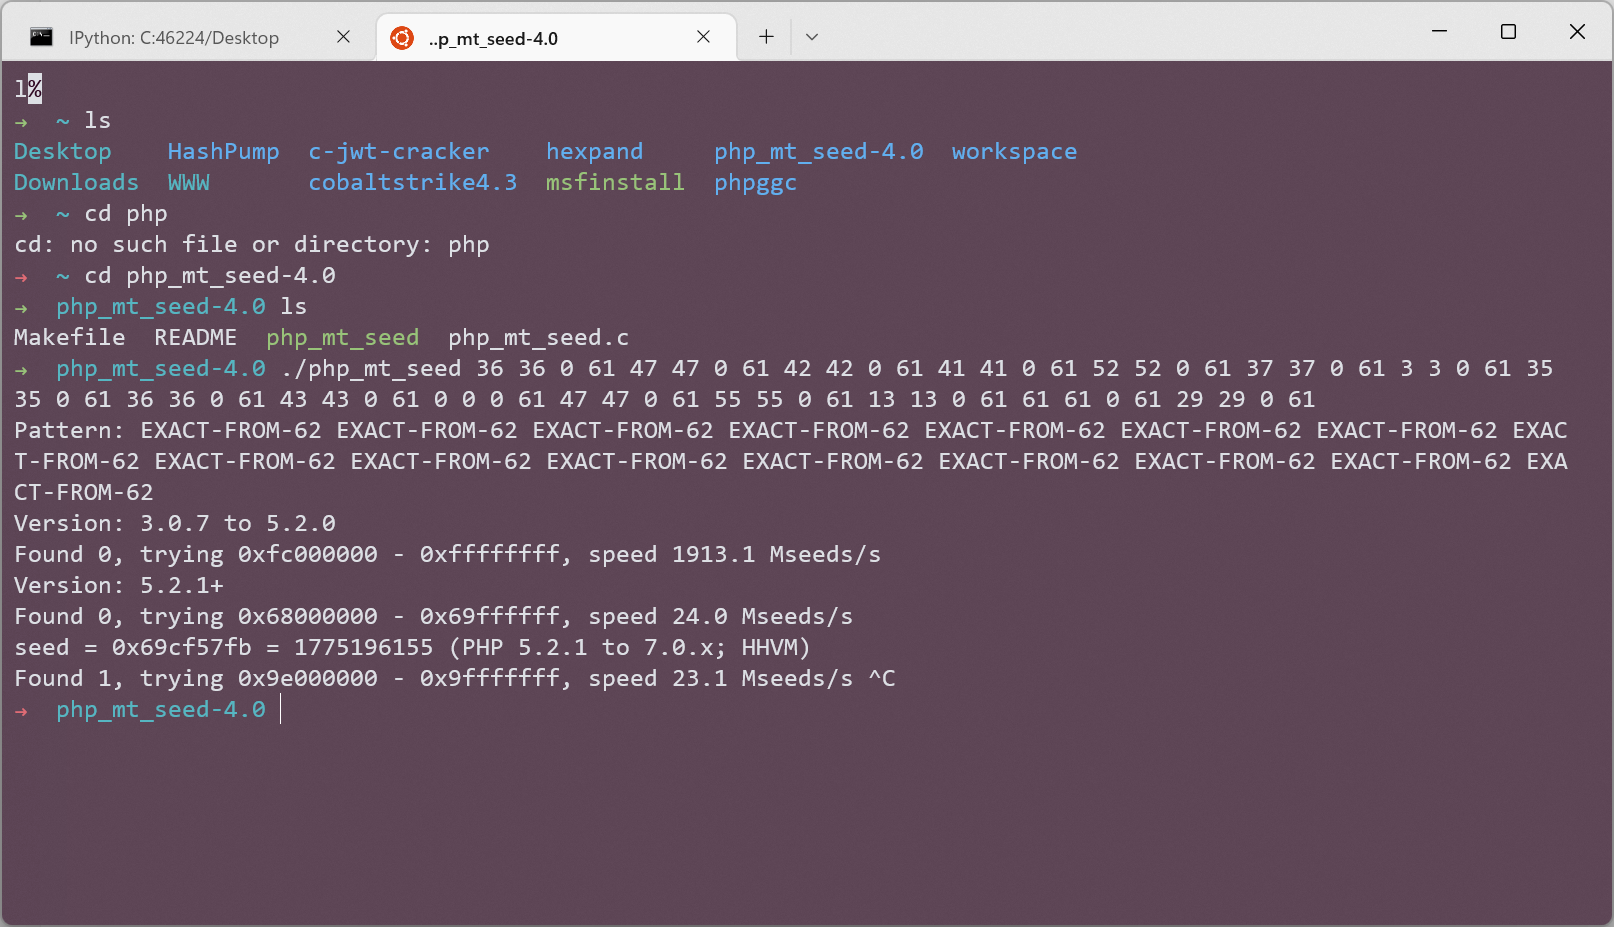 IPython: C:46224/Desktop
..p_mt_seed-4.0
l%
→ ~ ls
Desktop HashPump c-jwt-cracker hexpand php_mt_seed-4.0 workspace
Downloads WWW cobaltstrike4.3 msfinstall phpggc
→ ~ cd php
cd: no such file or directory: php
→ ~ cd php_mt_seed-4.0
→ php_mt_seed-4.0 ls
Makefile README php_mt_seed php_mt_seed.c
→ php_mt_seed-4.0 ./php_mt_seed 36 36 0 61 47 47 0 61 42 42 0 61 41 41 0 61 52 52 0 61 37 37 0 61 3 3 0 61 35
35 0 61 36 36 0 61 43 43 0 61 0 0 0 61 47 47 0 61 55 55 0 61 13 13 0 61 61 61 0 61 29 29 0 61
Pattern: EXACT-FROM-62 EXACT-FROM-62 EXACT-FROM-62 EXACT-FROM-62 EXACT-FROM-62 EXACT-FROM-62 EXACT-FROM-62 EXAC
T-FROM-62 EXACT-FROM-62 EXACT-FROM-62 EXACT-FROM-62 EXACT-FROM-62 EXACT-FROM-62 EXACT-FROM-62 EXACT-FROM-62 EXA
CT-FROM-62
Version: 3.0.7 to 5.2.0
Found 0, trying 0xfc000000 - 0xffffffff, speed 1913.1 Mseeds/s
Version: 5.2.1+
Found 0, trying 0x68000000 - 0x69ffffff, speed 24.0 Mseeds/s
seed = 0x69cf57fb = 1775196155 (PHP 5.2.1 to 7.0.x; HHVM)
Found 1, trying 0x9e000000 - 0x9fffffff, speed 23.1 Mseeds/s ^C
→ php_mt_seed-4.0